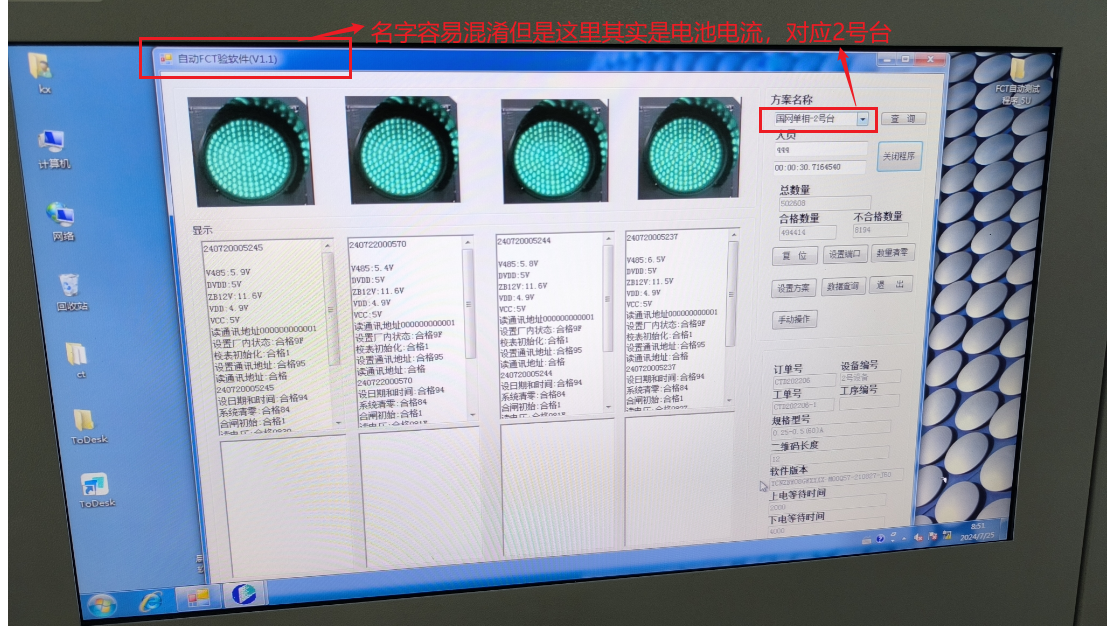 名字容易混淆但是这里其实是电池电流，对应2号台
自动FCT验软件(V1.1)
kx
计算机
网络
回收站
ct
ToDesk
ToDesk
FCT自动测试
程序_5U
显示
240720005245
V485:5.9V
DVDD:5V
ZB12V:11.6V
VDD:4.9V
VCC:5V
读通讯地址000000000001
设置厂内状态:合格9F
校表初始化:合格1
设置通讯地址:合格95
读通讯地址:合格
240720005245
设日期和时间:合格94
系统清零:合格84
合闸初始:合格1
240722000570
V485:5.4V
DVDD:5V
ZB12V:11.6V
VDD:4.9V
VCC:5V
读通讯地址000000000001
设置厂内状态:合格9F
校表初始化:合格1
设置通讯地址:合格95
读通讯地址:合格
240722000570
设日期和时间:合格94
系统清零:合格84
合闸初始:合格1
240720005244
V485:5.8V
DVDD:5V
ZB12V:11.6V
VDD:4.9V
VCC:5V
读通讯地址000000000001
设置厂内状态:合格9F
校表初始化:合格1
设置通讯地址:合格95
读通讯地址:合格
240720005244
设日期和时间:合格94
系统清零:合格84
合闸初始:合格1
240720005237
V485:6.5V
DVDD:5V
ZB12V:11.6V
VDD:4.9V
VCC:5V
读通讯地址000000000001
设置厂内状态:合格9F
校表初始化:合格1
设置通讯地址:合格95
读通讯地址:合格
240720005237
设日期和时间:合格94
系统清零:合格84
合闸初始:合格1
方案名称
国网单相-2号台
查 询
人员
444
00:00:30.7164540
关闭程序
总数量
502608
合格数量 不合格数量
494414 8194
复 位 设置端口 数量清零
设置方案 数据查询 退 出
手动操作
订单号 设备编号
2号设备
工单号 工序编号
规格型号
二维码长度
12
软件版本
上电等待时间
下电等待时间
8:51
2024/7/25